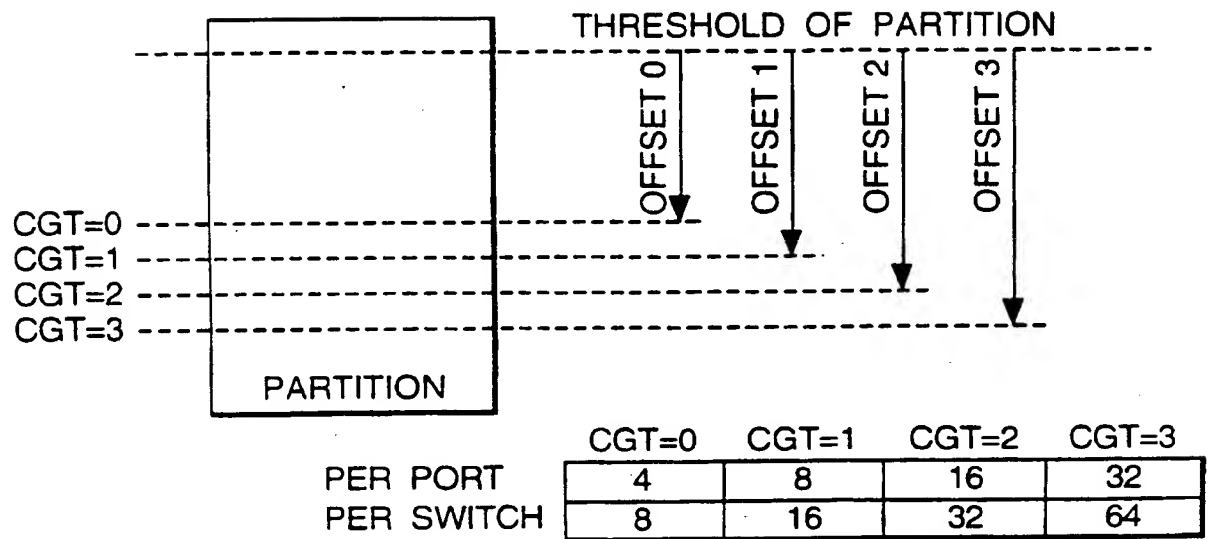 THRESHOLD OF PARTITION
OFFSET 0
OFFSET 1
OFFSET 2
OFFSET 3
CGT=0
CGT=1
CGT=2
CGT=3
PARTITION
CGT=0 CGT=1 CGT=2 CGT=3
PER PORT 4 8 16 32
PER SWITCH 8 16 32 64